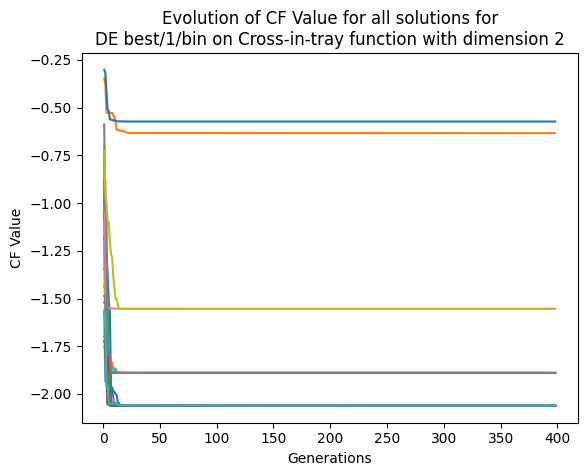 Evolution of CF Value for all solutions for
DE best/1/bin on Cross-in-tray function with dimension 2
CF Value
−0.25
−0.50
−0.75
−1.00
−1.25
−1.50
−1.75
−2.00
0 50 100 150 200 250 300 350 400
Generations